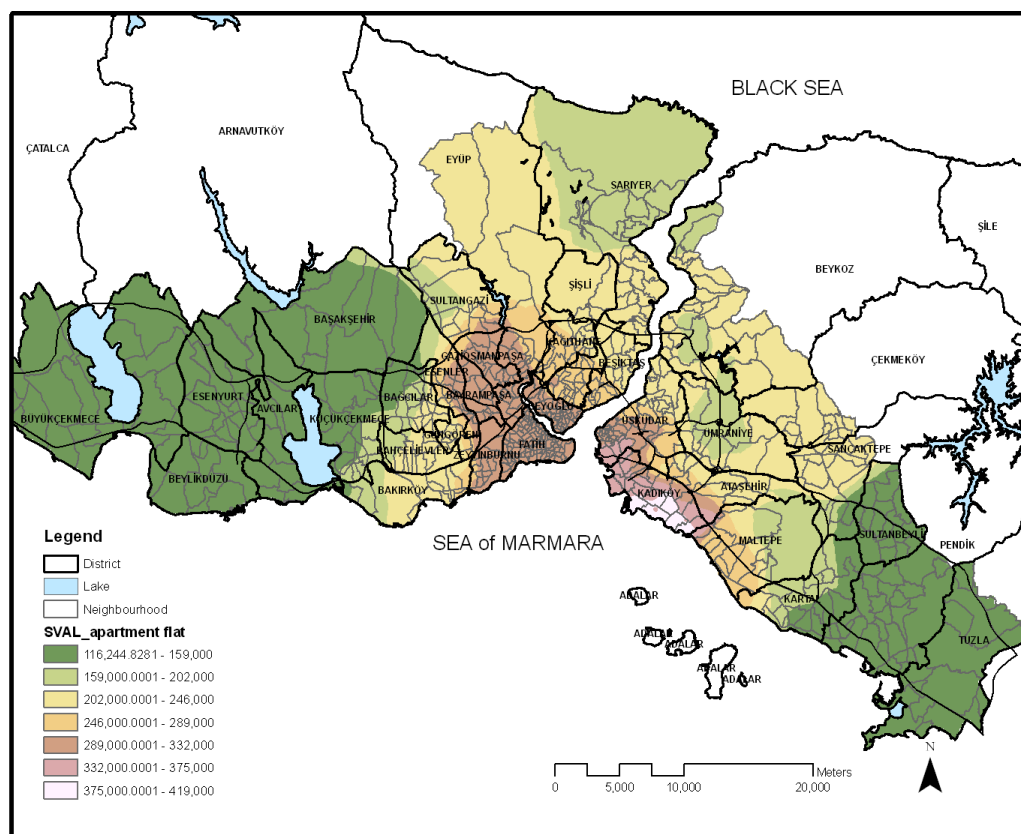 BLACK SEA
ARNAVUTKÖY
ÇATALCA
EYÜP
SARIYER
ŞİLE
BEYKOZ
ŞİŞLİ
SULTANGAZİ
BAŞAKŞEHİR
KAĞITHANE
GAZİOSMANPAŞA
BEŞİKTAŞ
ÇEKMEKÖY
ESENLER
BAYRAMPAŞA
BAĞCILAR
ESENYURT
AVCILAR
BEYOĞLU
BÜYÜKÇEKMECE
KÜÇÜKÇEKMECE
ÜSKÜDAR
ÜMRANİYE
GÜNGÖREN
FATİH
BAHÇELİEVLER
SANCAKTEPE
ZEYTİNBURNU
BEYLİKDÜZÜ
ATAŞEHİR
BAKIRKÖY
KADIKÖY
SULTANBEYLİ
MALTEPE
SEA of MARMARA
PENDİK
KARTAL
ADALAR
ADALAR
ADALAR
ADALAR
ADALAR
TUZLA
Legend
District
Lake
Neighbourhood
SVAL_apartment flat
116,244.8281 - 159,000
159,000.0001 - 202,000
202,000.0001 - 246,000
246,000.0001 - 289,000
289,000.0001 - 332,000
332,000.0001 - 375,000
375,000.0001 - 419,000
N
Meters
0 5,000 10,000 20,000